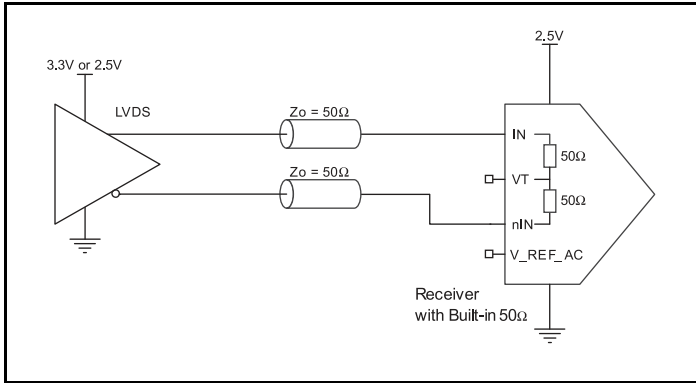 2.5V
3.3V or 2.5V
LVDS
Zo = 50Ω
IN
50Ω
Zo = 50Ω
VT
50Ω
nIN
V_REF_AC
Receiver
with Built-in 50Ω